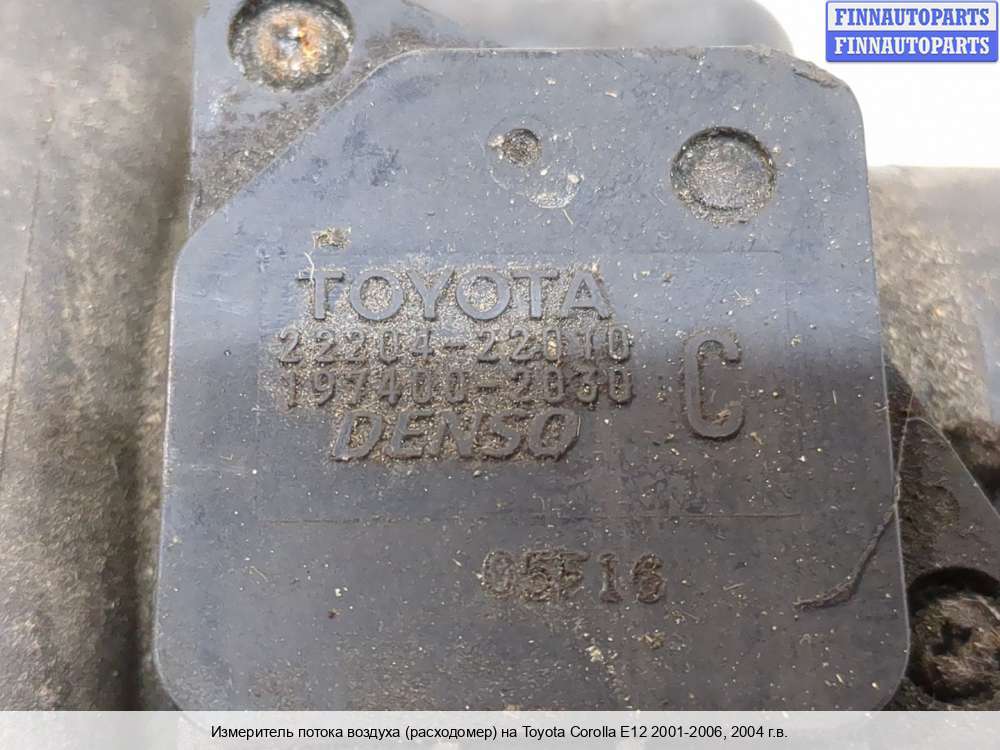 FINNAUTOPARTS
FINNAUTOPARTS
TOYOTA
22204-22010
197400-2030
C
DENSO
05F16
Измеритель потока воздуха (расходомер) на Toyota Corolla E12 2001-2006, 2004 г.в.